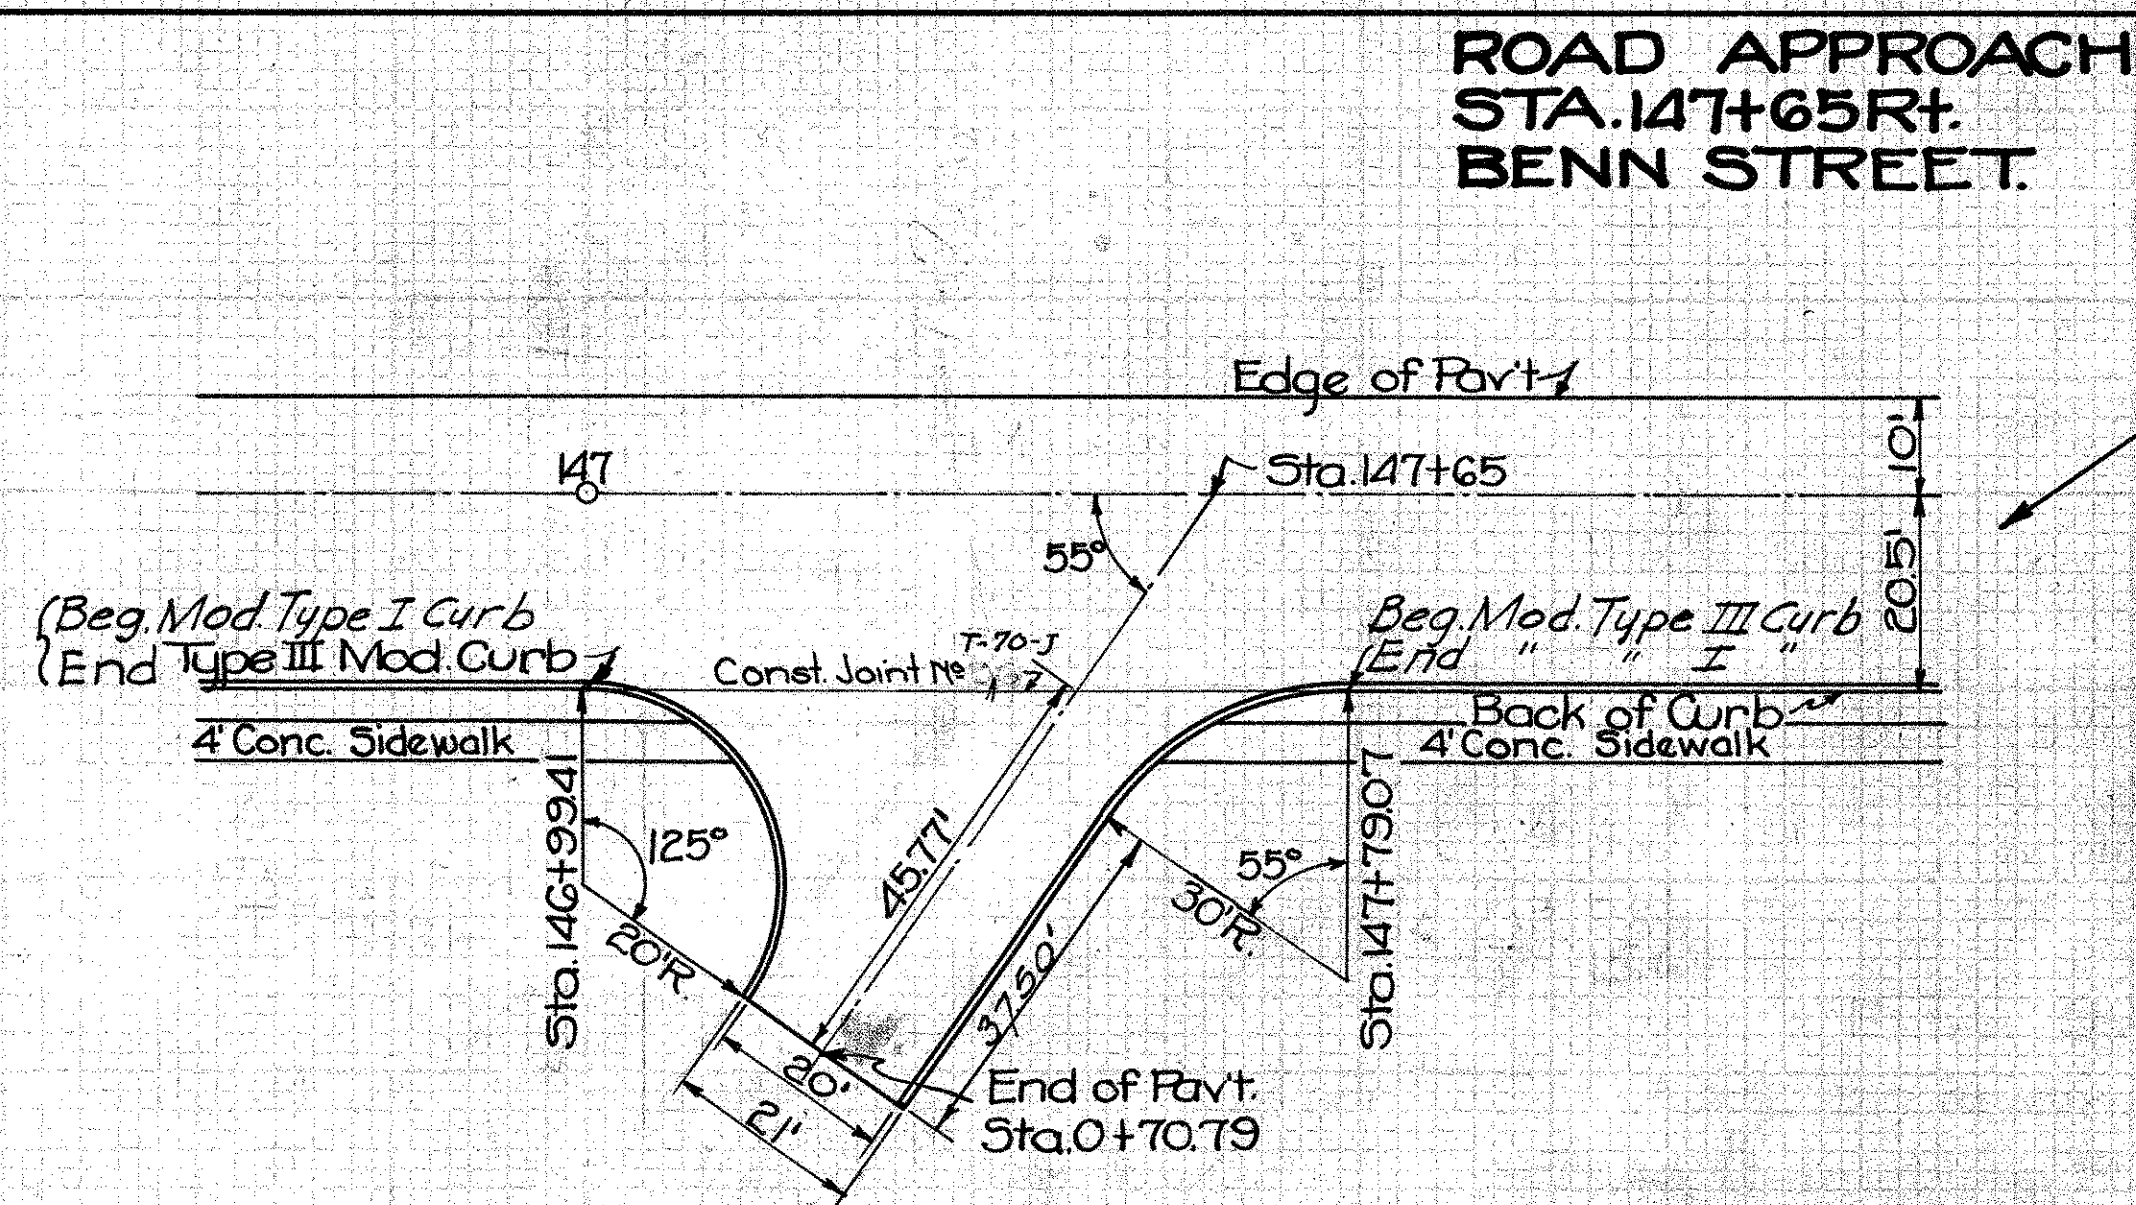 ROAD APPROACH
STA.147+65Rt.
BENN STREET.
Edge of Pav't
10'
147
Sta.147+65
55°
20.5'
Beg. Mod. Type I Curb
End Type III Mod. Curb
T-70-J
Const. Joint No
Beg. Mod. Type III Curb
End " " I "
Back of Curb
4' Conc. Sidewalk
4' Conc. Sidewalk
Sta.146+99.41
125°
20'R.
45.77'
55°
30'R.
Sta.147+79.07
37.50'
20'
21'
End of Pav't.
Sta.0+70.79